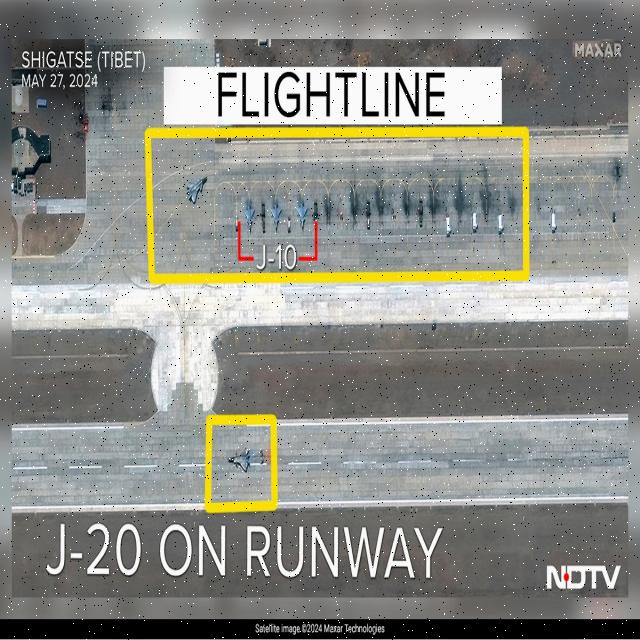 SHIGATSE (TIBET)
MAY 27, 2024
MAXAR
FLIGHTLINE
J-10
J-20 ON RUNWAY
NDTV
Satellite image ©2024 Maxar Technologies